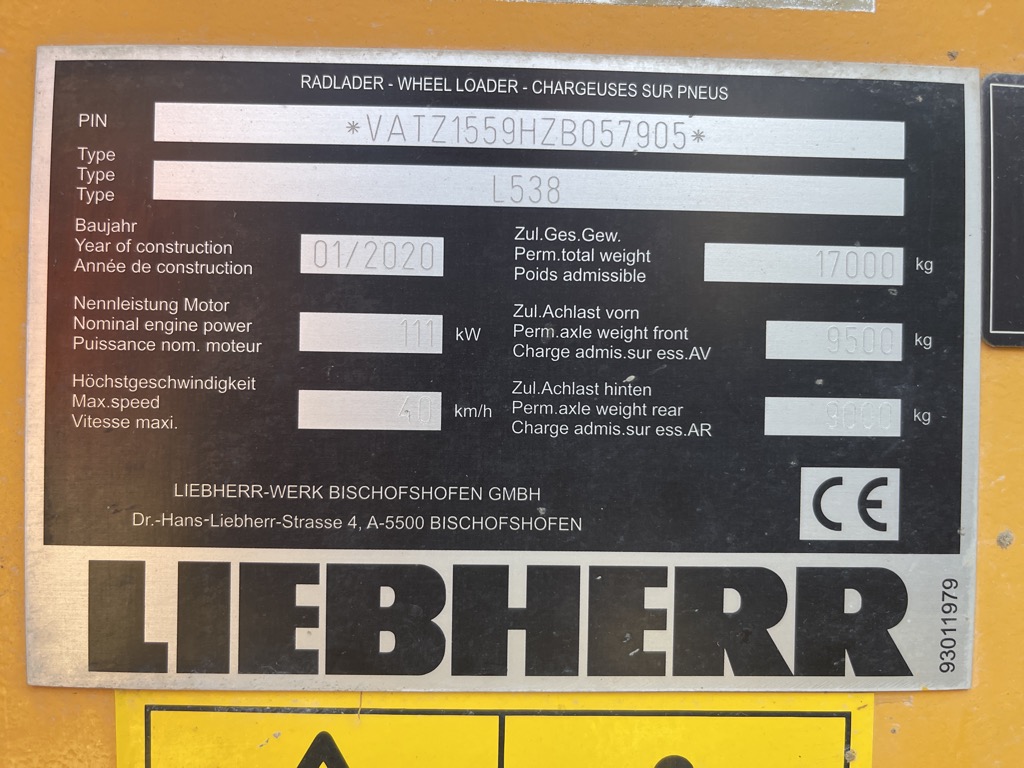 RADLADER - WHEEL LOADER - CHARGEUSES SUR PNEUS
PIN *VATZ1559HZB057905*
Type
Type
Type L538
Baujahr
Year of construction
Année de construction 01/2020
Zul.Ges.Gew.
Perm.total weight
Poids admissible 17000 kg
Nennleistung Motor
Nominal engine power
Puissance nom. moteur 111 kW
Zul.Achlast vorn
Perm.axle weight front
Charge admis.sur ess.AV 9500 kg
Höchstgeschwindigkeit
Max.speed
Vitesse maxi. 40 km/h
Zul.Achlast hinten
Perm.axle weight rear
Charge admis.sur ess.AR 9000 kg
LIEBHERR-WERK BISCHOFSHOFEN GMBH
Dr.-Hans-Liebherr-Strasse 4, A-5500 BISCHOFSHOFEN
CE
LIEBHERR
93011979